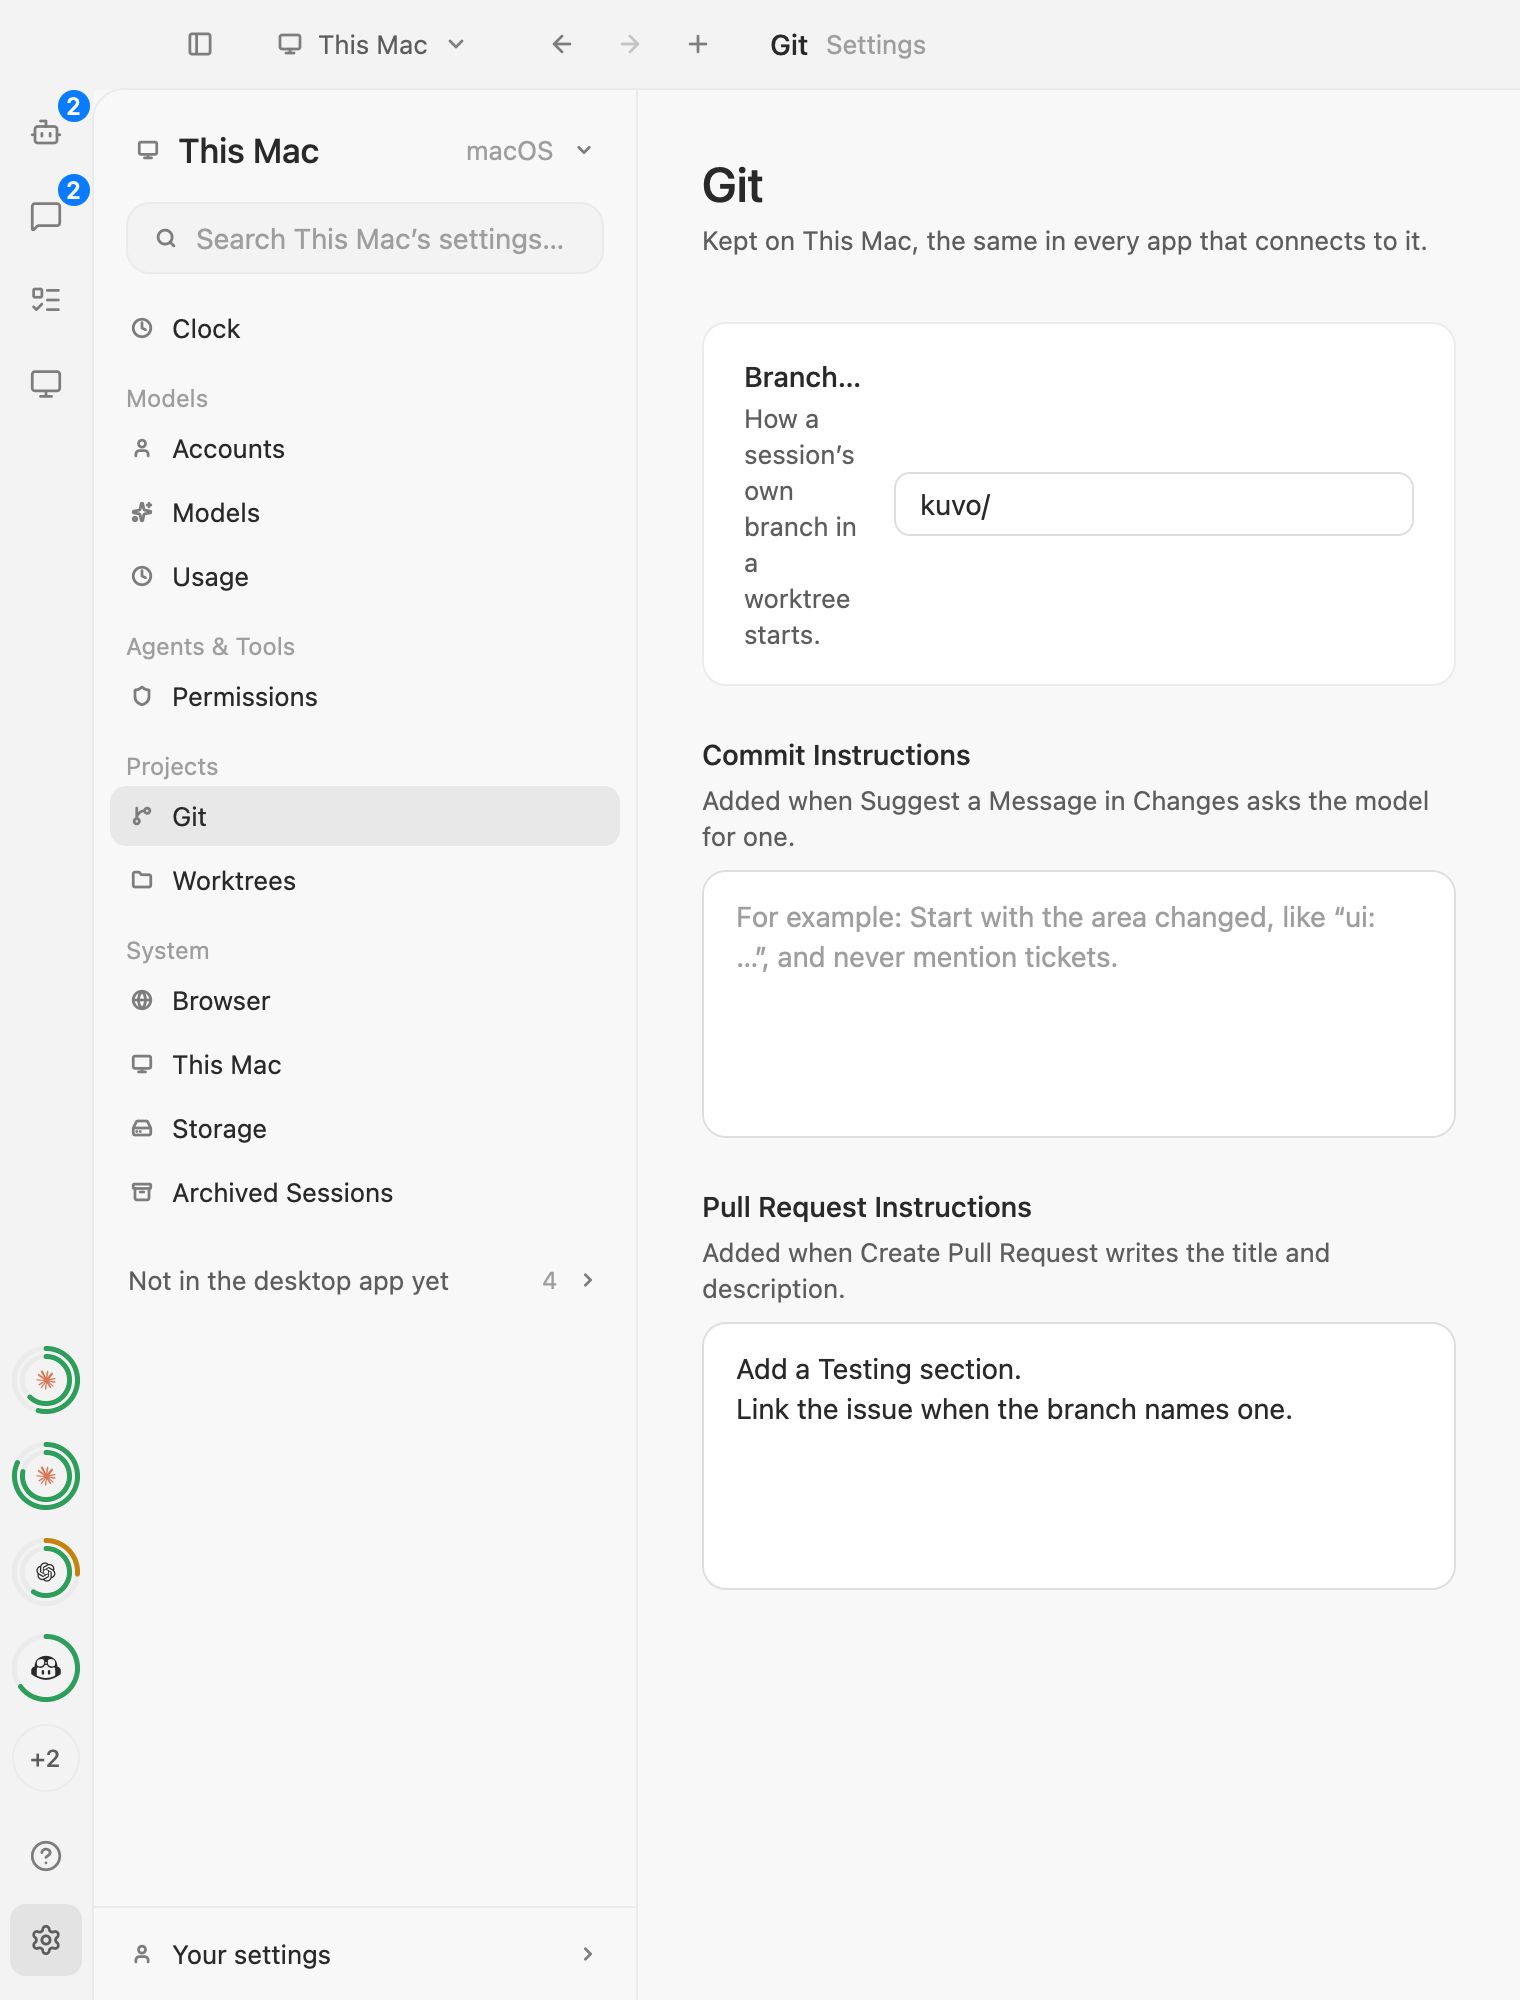 This Mac
Git Settings
2
2
This Mac
macOS
Search This Mac’s settings...
Clock
Models
Accounts
Models
Usage
Agents & Tools
Permissions
Projects
Git
Worktrees
System
Browser
This Mac
Storage
Archived Sessions
Not in the desktop app yet 4
+2
Your settings
Git
Kept on This Mac, the same in every app that connects to it.
Branch...
How a
session’s
own
branch in
a
worktree
starts.
kuvo/
Commit Instructions
Added when Suggest a Message in Changes asks the model
for one.
For example: Start with the area changed, like “ui:
...”, and never mention tickets.
Pull Request Instructions
Added when Create Pull Request writes the title and
description.
Add a Testing section.
Link the issue when the branch names one.